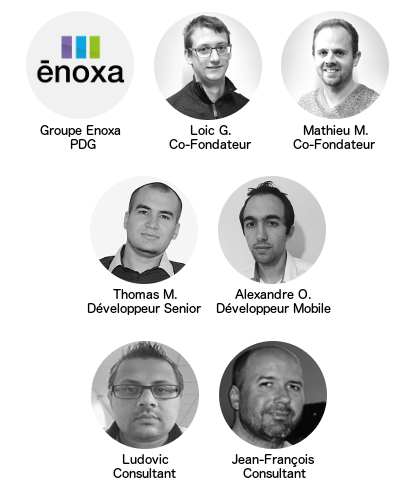 ēnoxa
Groupe Enoxa
PDG
Loic G.
Co-Fondateur
Mathieu M.
Co-Fondateur
Thomas M.
Développeur Senior
Alexandre O.
Développeur Mobile
Ludovic
Consultant
Jean-François
Consultant